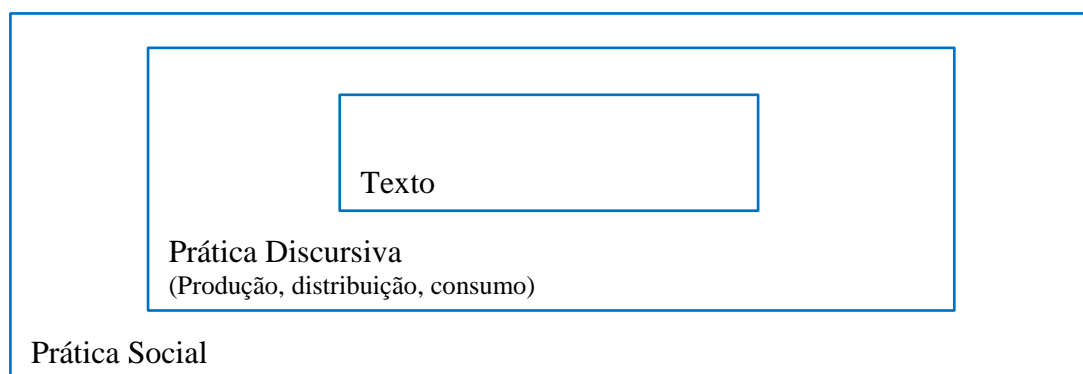 Texto
Prática Discursiva
(Produção, distribuição, consumo)
Prática Social